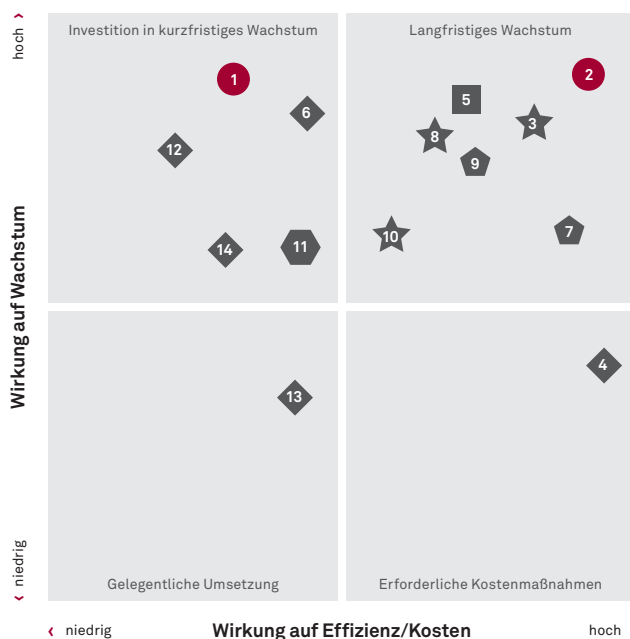 hoch ›
Investition in kurzfristiges Wachstum
Langfristiges Wachstum
1
2
5
6
3
8
12
9
7
10
11
14
Wirkung auf Wachstum
4
13
‹ niedrig
Gelegentliche Umsetzung
Erforderliche Kostenmaßnahmen
‹ niedrig
Wirkung auf Effizienz/Kosten
hoch